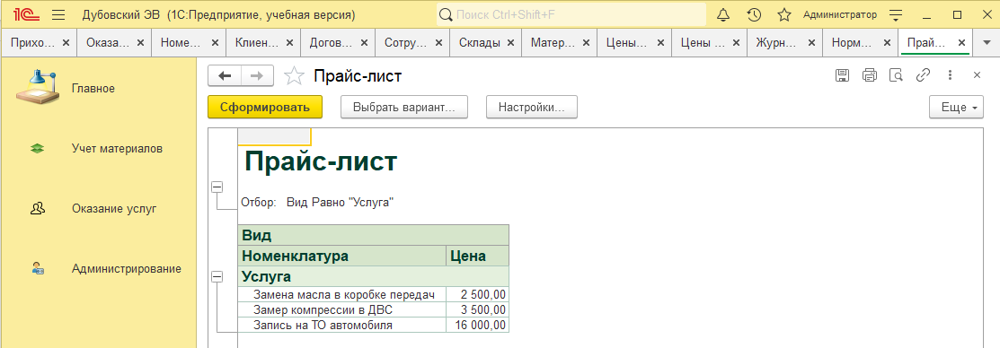 1С Дубовский ЭВ (1С:Предприятие, учебная версия) Поиск Ctrl+Shift+F Администратор
Прихо... Оказа... Номе... Клиен... Догов... Сотру... Склады Матер... Цены... Цены ... Журн... Норм... Прай...
Главное
Учет материалов
Оказание услуг
Администрирование
Прайс-лист
Сформировать Выбрать вариант... Настройки... Еще
Прайс-лист
Отбор: Вид Равно "Услуга"
Вид
Номенклатура Цена
Услуга
Замена масла в коробке передач 2 500,00
Замер компрессии в ДВС 3 500,00
Запись на ТО автомобиля 16 000,00